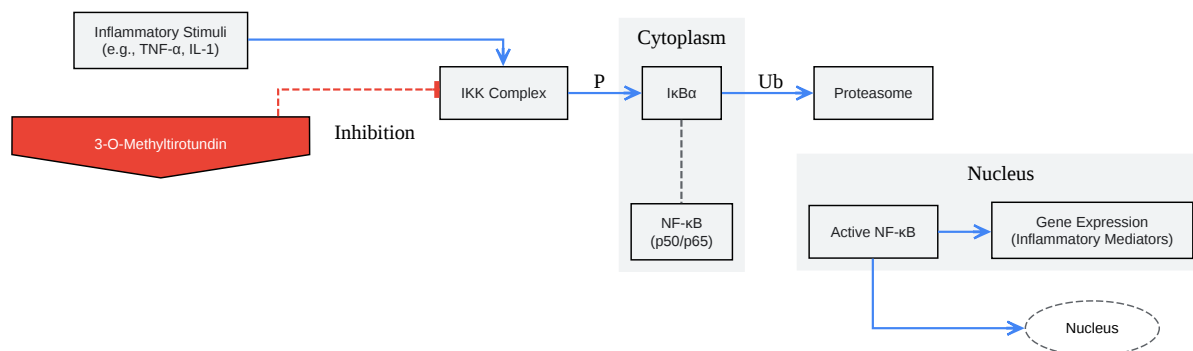 Inflammatory Stimuli
(e.g., TNF-α, IL-1)
Cytoplasm
IKK Complex
P
IκBα
Ub
Proteasome
3-O-Methyltirotundin
Inhibition
Nucleus
NF-κB
(p50/p65)
Active NF-κB
Gene Expression
(Inflammatory Mediators)
Nucleus